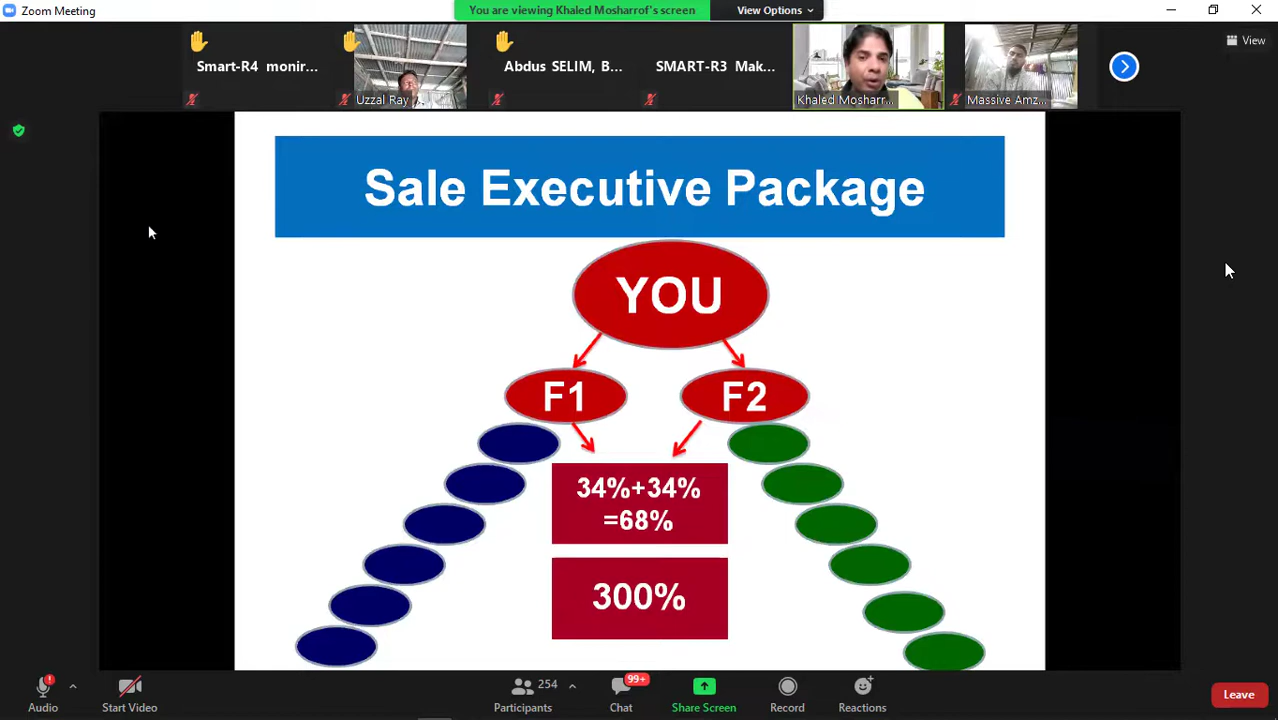 Zoom Meeting
You are viewing Khaled Mosharrof's screen
View Options
View
Smart-R4 monir...
Uzzal Ray
Abdus SELIM, B...
SMART-R3 Mak...
Khaled Mosharr...
Massive Amz...
Sale Executive Package
YOU
F1
F2
34%+34%
=68%
300%
Audio
Start Video
254
Participants
99+
Chat
Share Screen
Record
Reactions
Leave